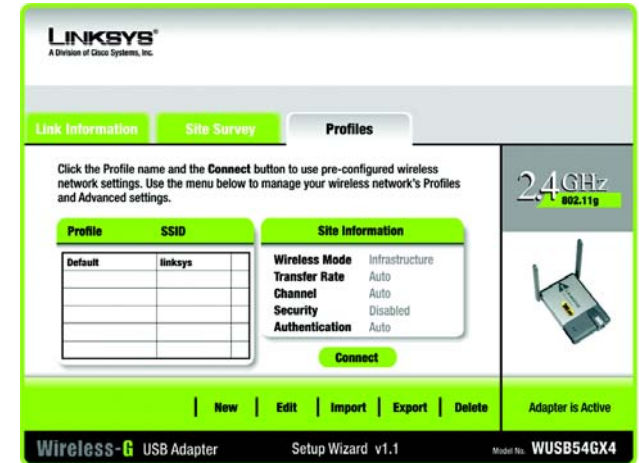 LINKSYS®
A Division of Cisco Systems, Inc.
Link Information Site Survey Profiles
Click the Profile name and the Connect button to use pre-configured wireless
network settings. Use the menu below to manage your wireless network's Profiles
and Advanced settings.
2.4GHz
802.11g
Profile SSID
Default linksys
Site Information
Wireless Mode Infrastructure
Transfer Rate Auto
Channel Auto
Security Disabled
Authentication Auto
Connect
New | Edit | Import | Export | Delete
Adapter is Active
Wireless-G USB Adapter Setup Wizard v1.1 Model No. WUSB54GX4